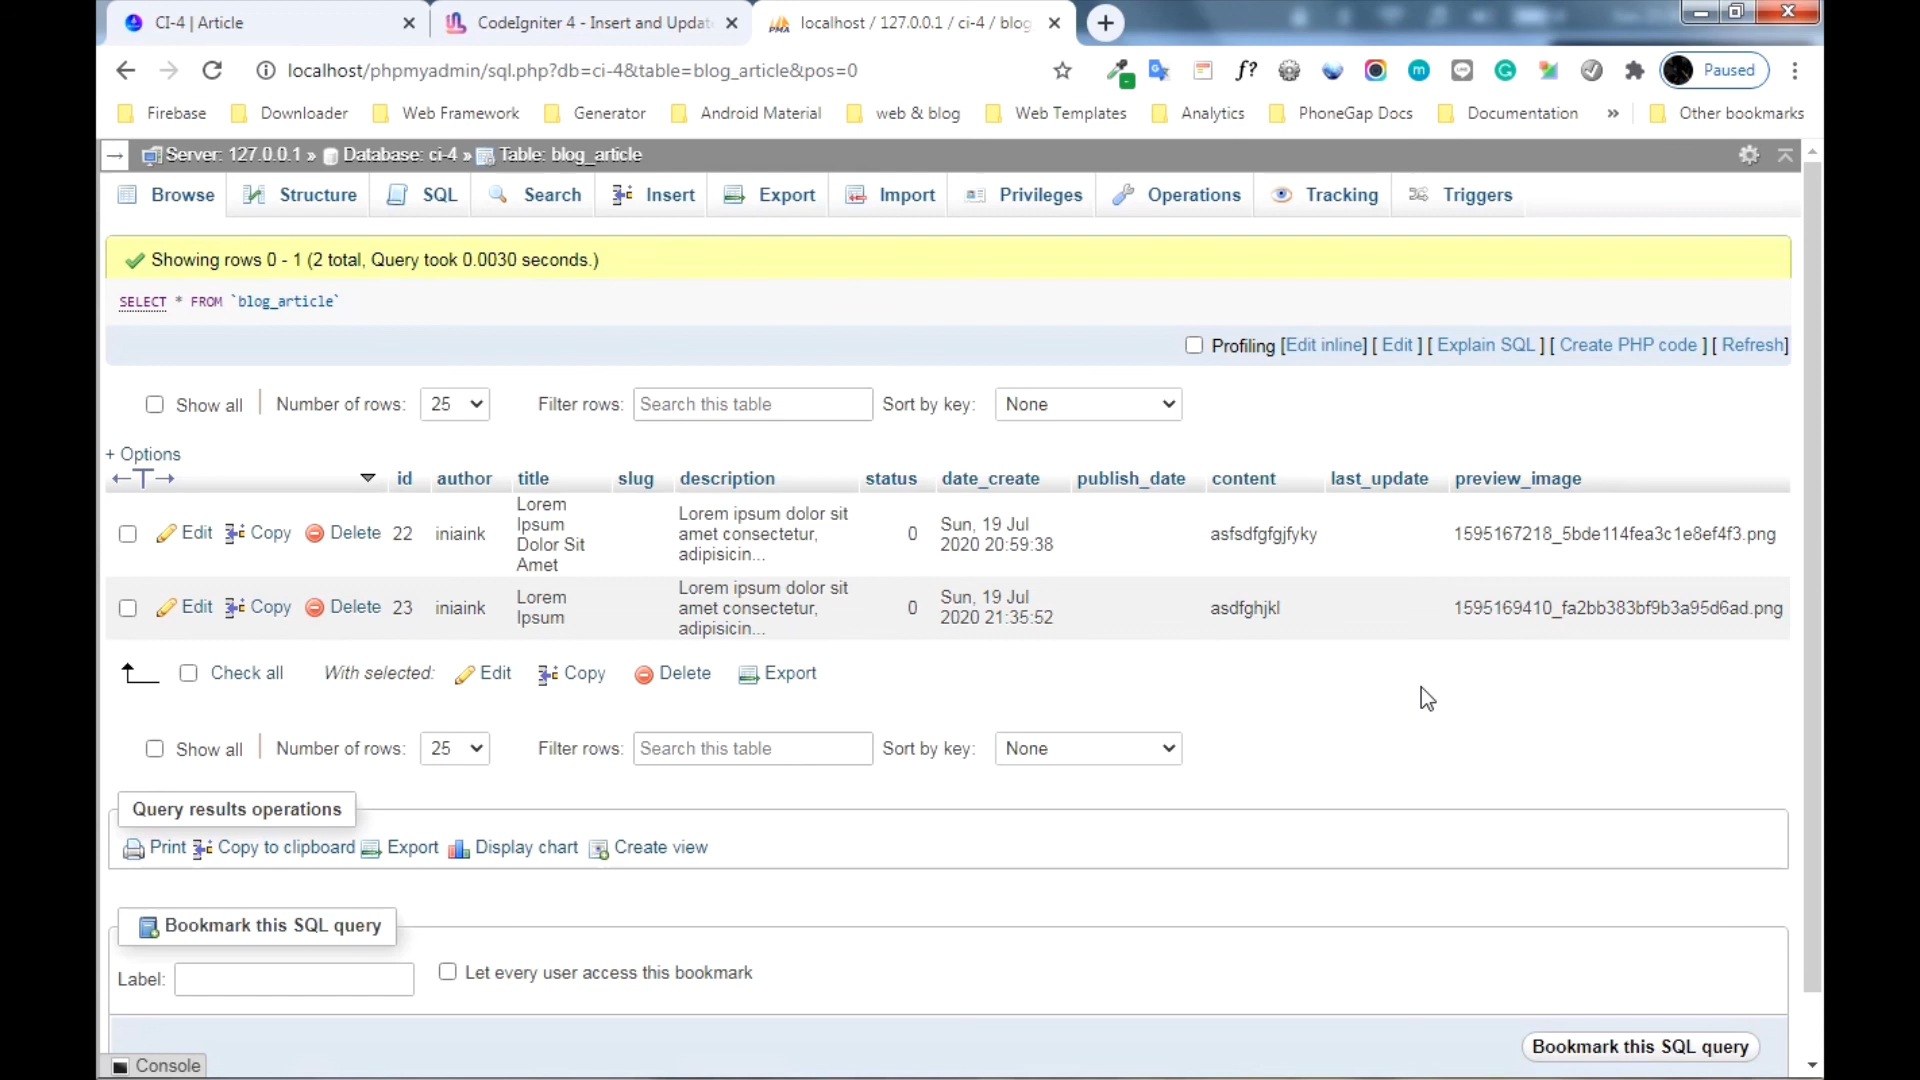 CI-4 | Article
CodeIgniter 4 - Insert and Updat
localhost / 127.0.0.1 / ci-4 / blog
localhost/phpmyadmin/sql.php?db=ci-4&table=blog_article&pos=0
Paused
Firebase Downloader Web Framework Generator Android Material web & blog Web Templates Analytics PhoneGap Docs Documentation » Other bookmarks
Server: 127.0.0.1 » Database: ci-4 » Table: blog_article
Browse Structure SQL Search Insert Export Import Privileges Operations Tracking Triggers
Showing rows 0 - 1 (2 total, Query took 0.0030 seconds.)
SELECT * FROM `blog_article`
Profiling [Edit inline] [ Edit ] [ Explain SQL ] [ Create PHP code ] [ Refresh]
Show all | Number of rows: 25 Filter rows: Search this table Sort by key: None
+ Options
←T→ id author title slug description status date_create publish_date content last_update preview_image
Edit Copy Delete 22 iniaink
Lorem
Ipsum
Dolor Sit
Amet
Lorem ipsum dolor sit
amet consectetur,
adipisicin...
0
Sun, 19 Jul
2020 20:59:38
asfsdfgfgjfyky
1595167218_5bde114fea3c1e8ef4f3.png
Edit Copy Delete 23 iniaink
Lorem
Ipsum
Lorem ipsum dolor sit
amet consectetur,
adipisicin...
0
Sun, 19 Jul
2020 21:35:52
asdfghjkl
1595169410_fa2bb383bf9b3a95d6ad.png
Check all With selected: Edit Copy Delete Export
Show all | Number of rows: 25 Filter rows: Search this table Sort by key: None
Query results operations
Print Copy to clipboard Export Display chart Create view
Bookmark this SQL query
Label: Let every user access this bookmark
Bookmark this SQL query
Console